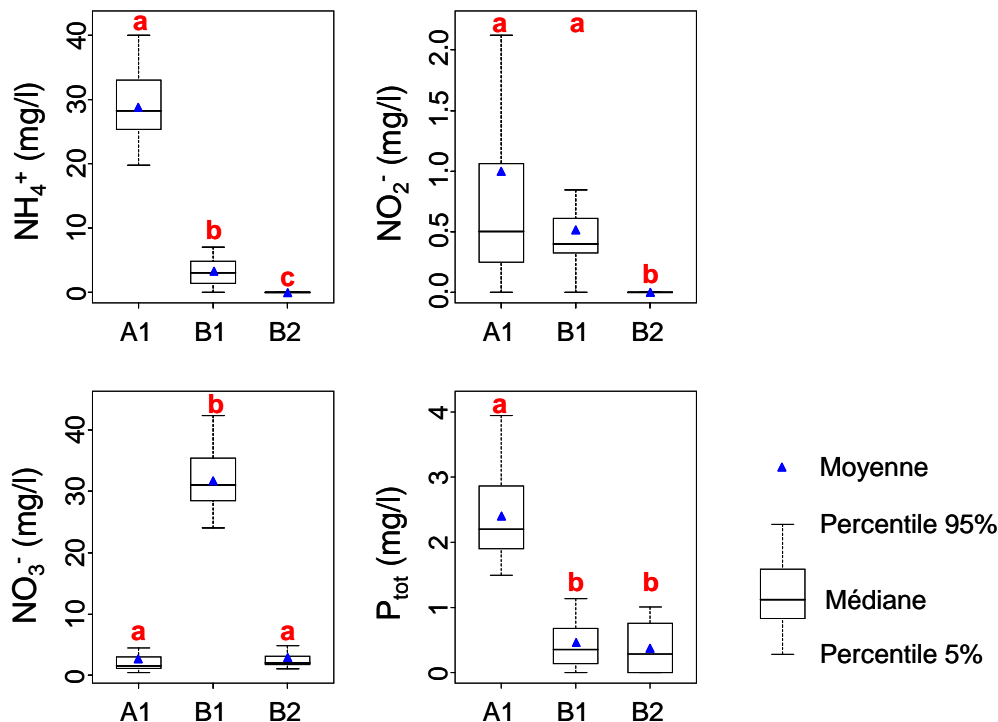 a
b
c
NH₄⁺ (mg/l)
40
30
20
10
0
A1 B1 B2
a a
b
NO₂⁻ (mg/l)
2.0
1.5
1.0
0.5
0.0
A1 B1 B2
b
a a
NO₃⁻ (mg/l)
40
30
20
10
0
A1 B1 B2
a
b b
Pₜₒₜ (mg/l)
4
3
2
1
0
A1 B1 B2
Moyenne
Percentile 95%
Médiane
Percentile 5%